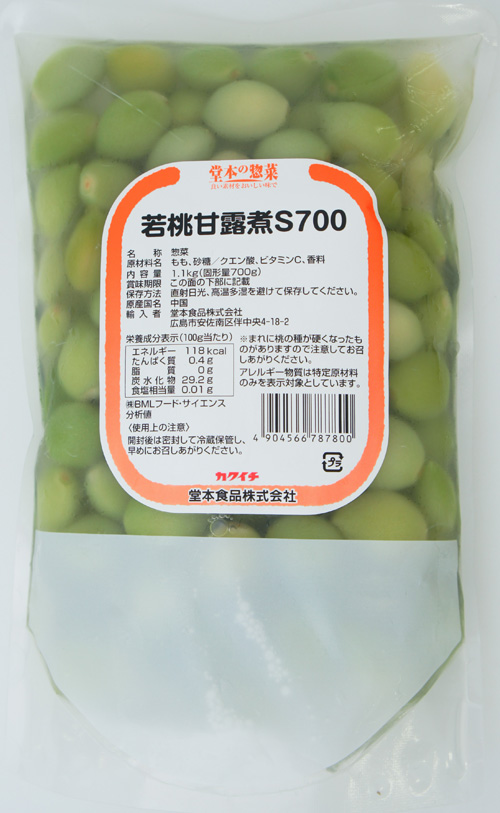 堂本の惣菜
良い素材をおいしい味で
若桃甘露煮S700
名 称 惣菜
原材料名 もも、砂糖／クエン酸、ビタミンC、香料
内 容 量 1.1kg(固形量700g)
賞味期限 この面の下部に記載
保存方法 直射日光、高温多湿を避けて保存してください。
原産国名 中国
輸 入 者 堂本食品株式会社
広島市安佐南区伴中央4-18-2
栄養成分表示(100g当たり)
エネルギー 118kcal
たんぱく質 0.4g
脂 質 0g
炭水化物 29.2g
食塩相当量 0.01g
㈱BMLフード・サイエンス
分析値
〈使用上の注意〉
開封後は密封して冷蔵保管し、
早めにお召しあがりください。
※まれに桃の種が硬くなったも
のがありますので注意してお召
しあがりください。
アレルギー物質は特定原材料
のみを表示対象としています。
4904566787800
プラ
カクイチ
堂本食品株式会社